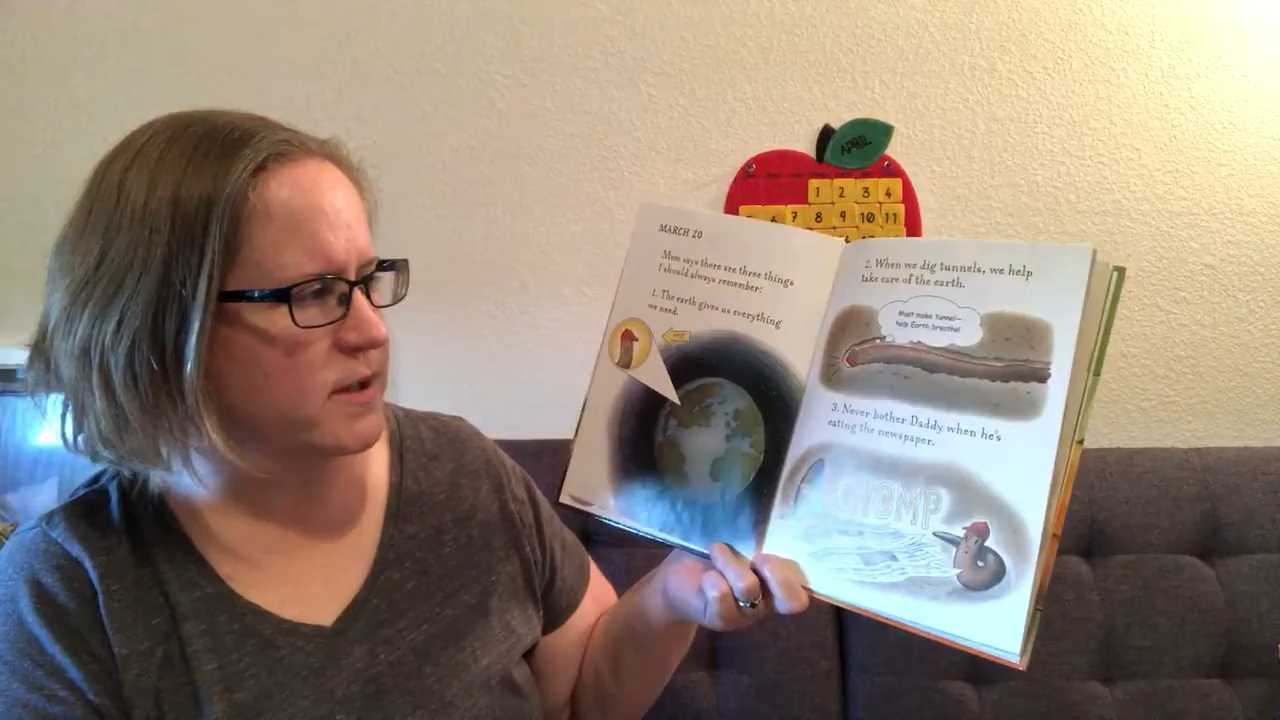 APRIL
1 2 3 4
6 7 8 9 10 11
MARCH 20
Mom says there are three things
I should always remember:
1. The earth gives us everything
we need.
2. When we dig tunnels, we help
take care of the earth.
Must make tunnel—
help Earth breathe!
3. Never bother Daddy when he's
eating the newspaper.
CHOMP